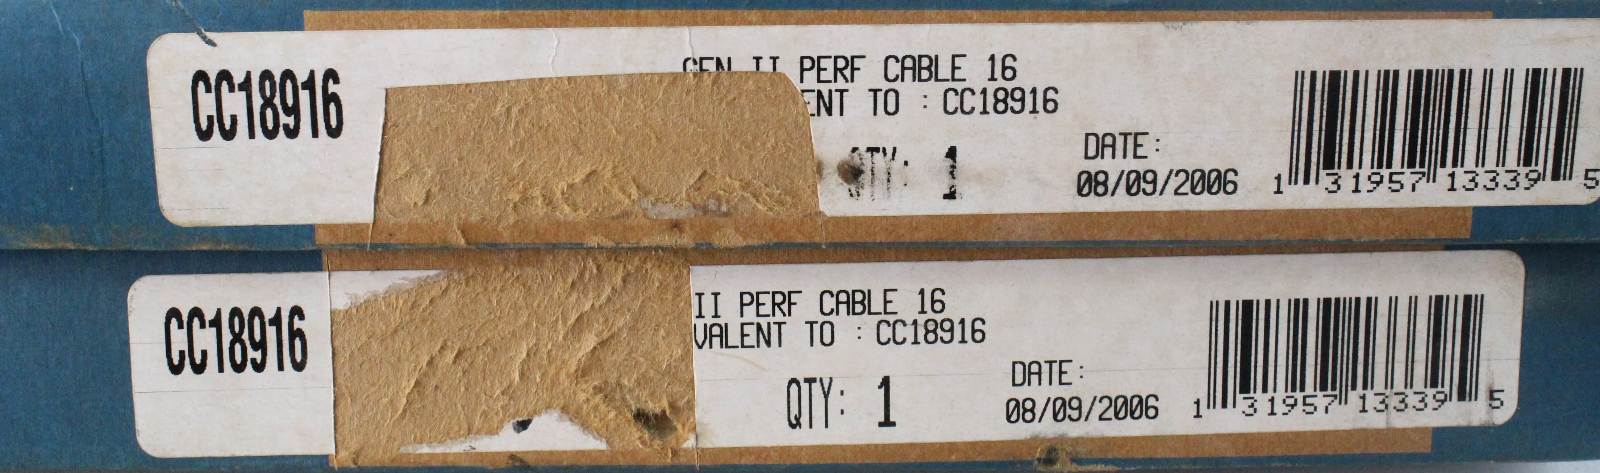 CC18916
GEN II PERF CABLE 16
ENT TO : CC18916
QTY: 1
DATE:
08/09/2006
1 31957 13339 5
CC18916
II PERF CABLE 16
VALENT TO : CC18916
QTY: 1
DATE:
08/09/2006
1 31957 13339 5